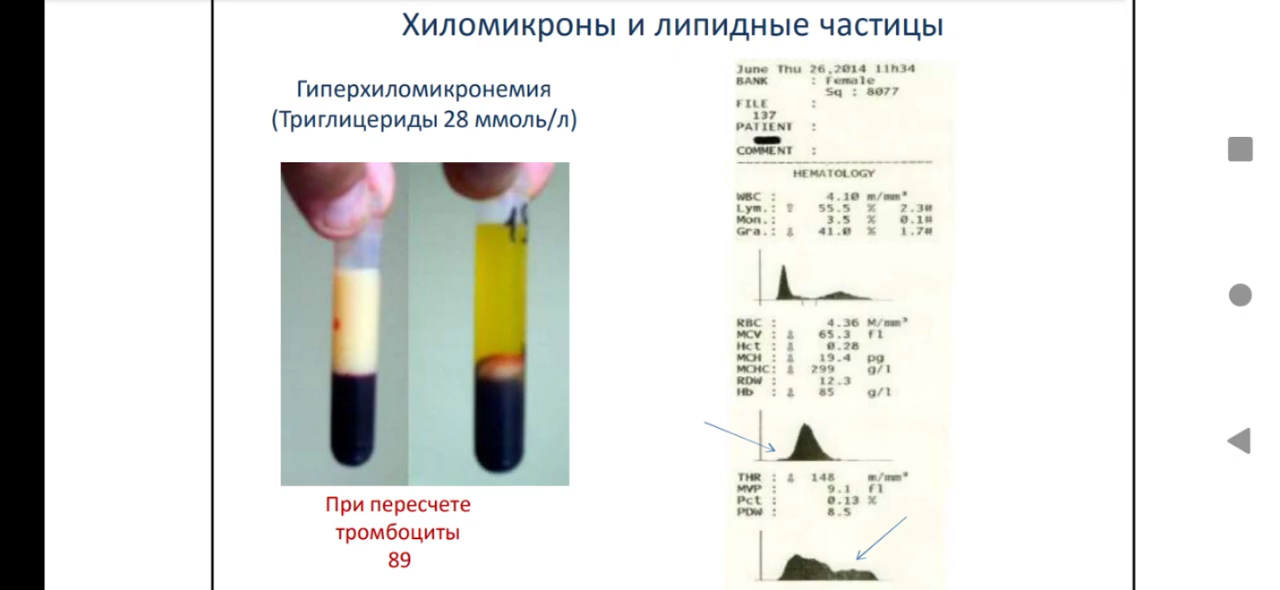 Хиломикроны и липидные частицы
Гиперхиломикронемия
(Триглицериды 28 ммоль/л)
При пересчете
тромбоциты
89
June Thu 26,2014 11h34
BANK : Female
Sq : 8077
FILE :
137
PATIENT :
COMMENT :
HEMATOLOGY
WBC : 4.10 m/mm³
Lym.: 55.5 % 2.3#
Mon.: 3.5 % 0.1#
Gra.: 41.0 % 1.7#
RBC : 4.36 M/mm³
MCV : 65.3 fl
Hct : 0.28
MCH : 19.4 pg
MCHC: 299 g/l
RDW : 12.3
Hb : 85 g/l
THR : 148 m/mm³
MVP : 9.1 fl
Pct : 0.13 %
PDW : 8.5